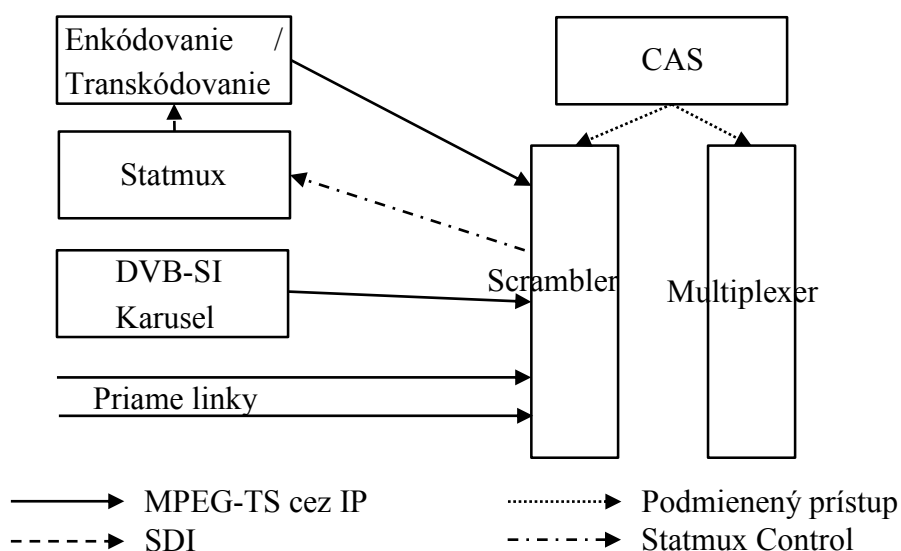 Enkódovanie /
Transkódovanie
CAS
Statmux
DVB-SI
Karusel
Scrambler
Multiplexer
Priame linky
MPEG-TS cez IP
Podmienený prístup
SDI
Statmux Control